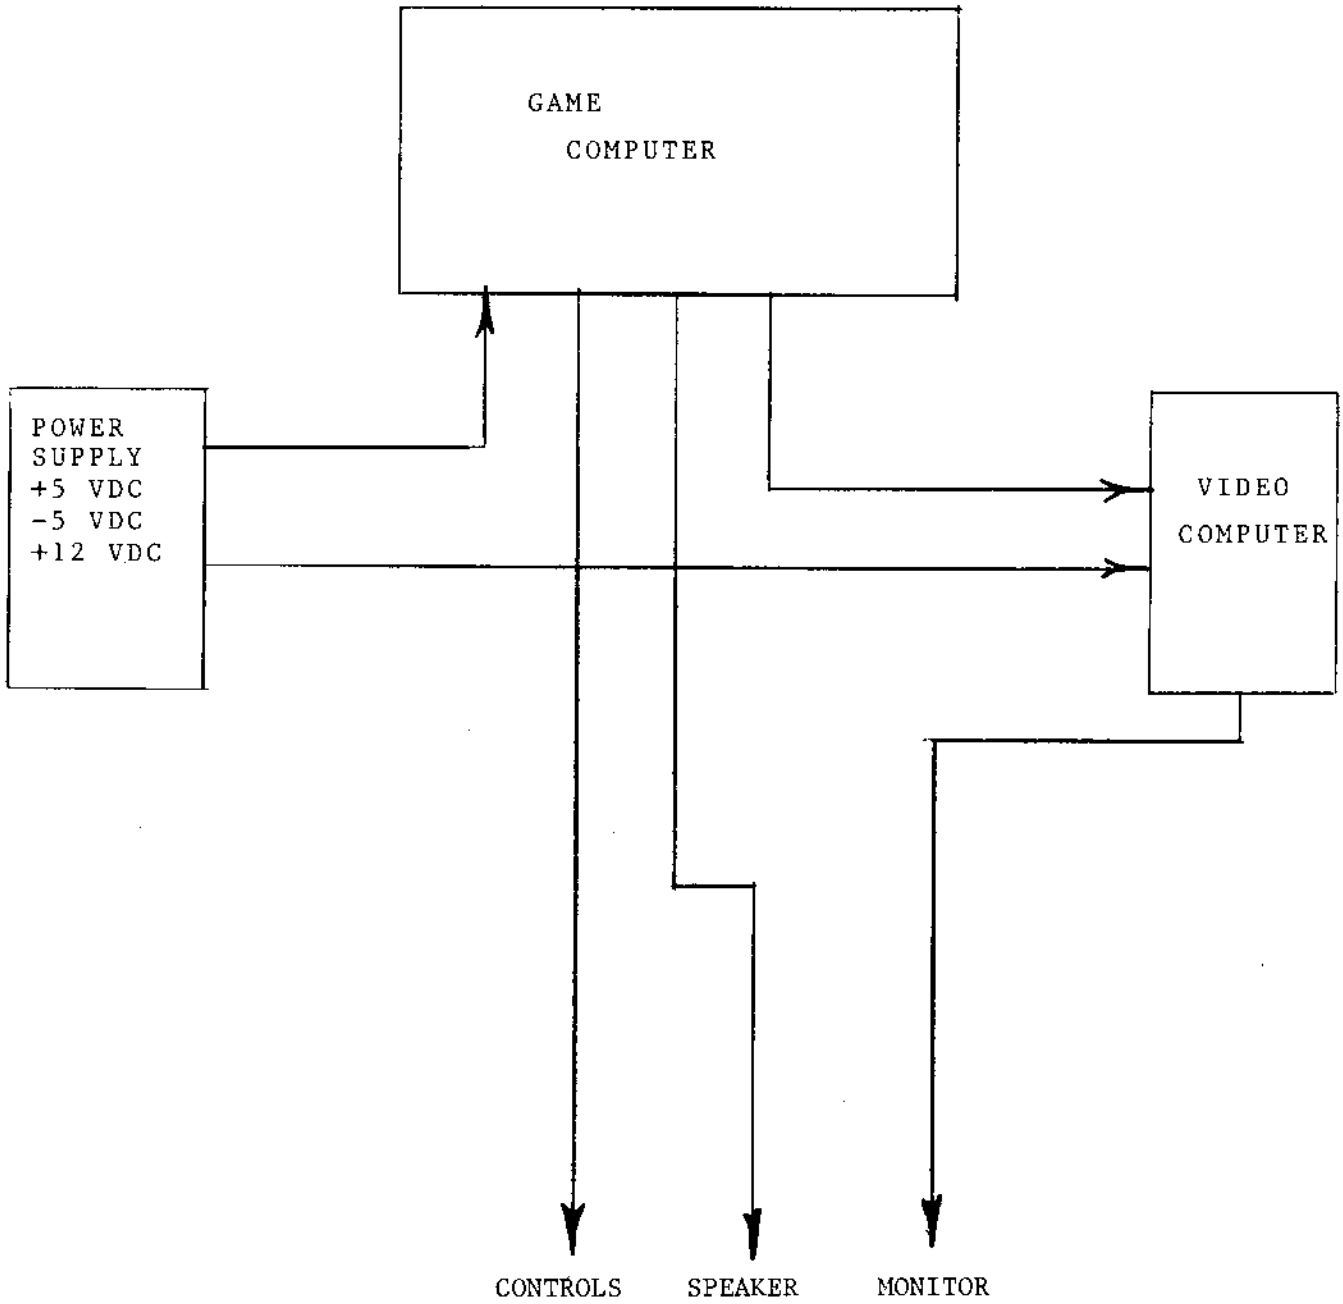 GAME
COMPUTER
POWER
SUPPLY
+5 VDC
-5 VDC
+12 VDC
VIDEO
COMPUTER
CONTROLS
SPEAKER
MONITOR